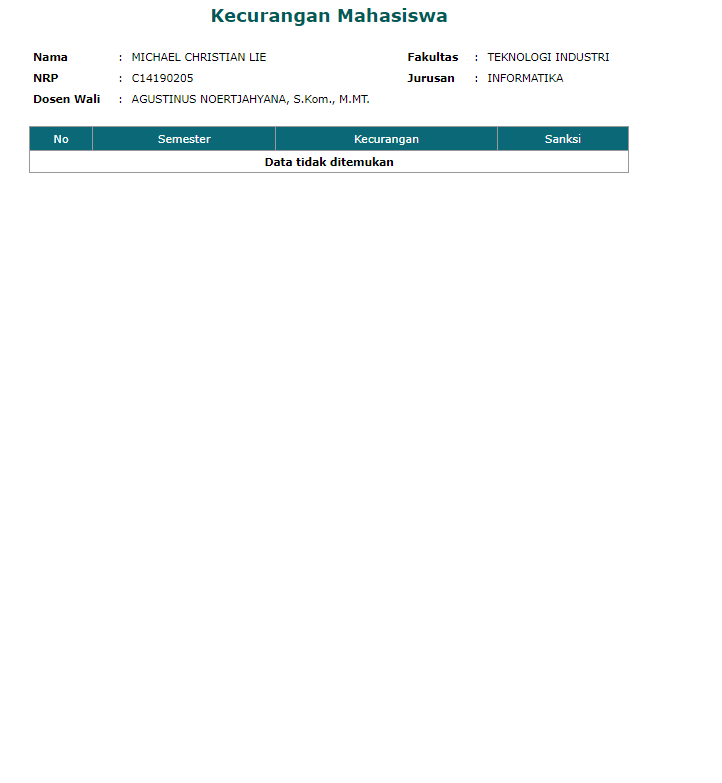 Kecurangan Mahasiswa
Nama : MICHAEL CHRISTIAN LIE Fakultas : TEKNOLOGI INDUSTRI
NRP : C14190205 Jurusan : INFORMATIKA
Dosen Wali : AGUSTINUS NOERTJAHYANA, S.Kom., M.MT.
No Semester Kecurangan Sanksi
Data tidak ditemukan